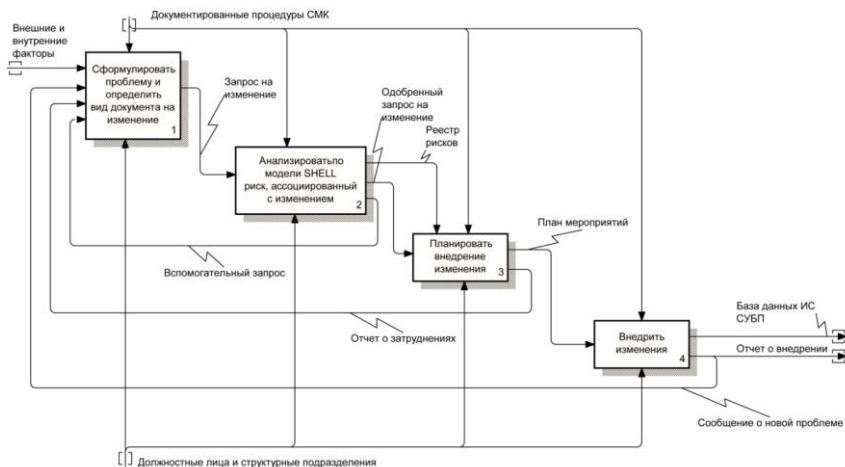 Документированные процедуры СМК
Внешние и
внутренние
факторы
Сформулировать
проблему и
определить
вид документа на
изменение
1
Запрос на
изменение
Одобренный
запрос на
изменение
Реестр
рисков
Анализироватьпо
модели SHELL
риск, ассоциированный
с изменением
2
План мероприятий
Планировать
внедрение
изменения
3
Вспомогательный запрос
База данных ИС
СУБП
Внедрить
изменения
4
Отчет о затруднениях
Отчет о внедрении
Сообщение о новой проблеме
Должностные лица и структурные подразделения